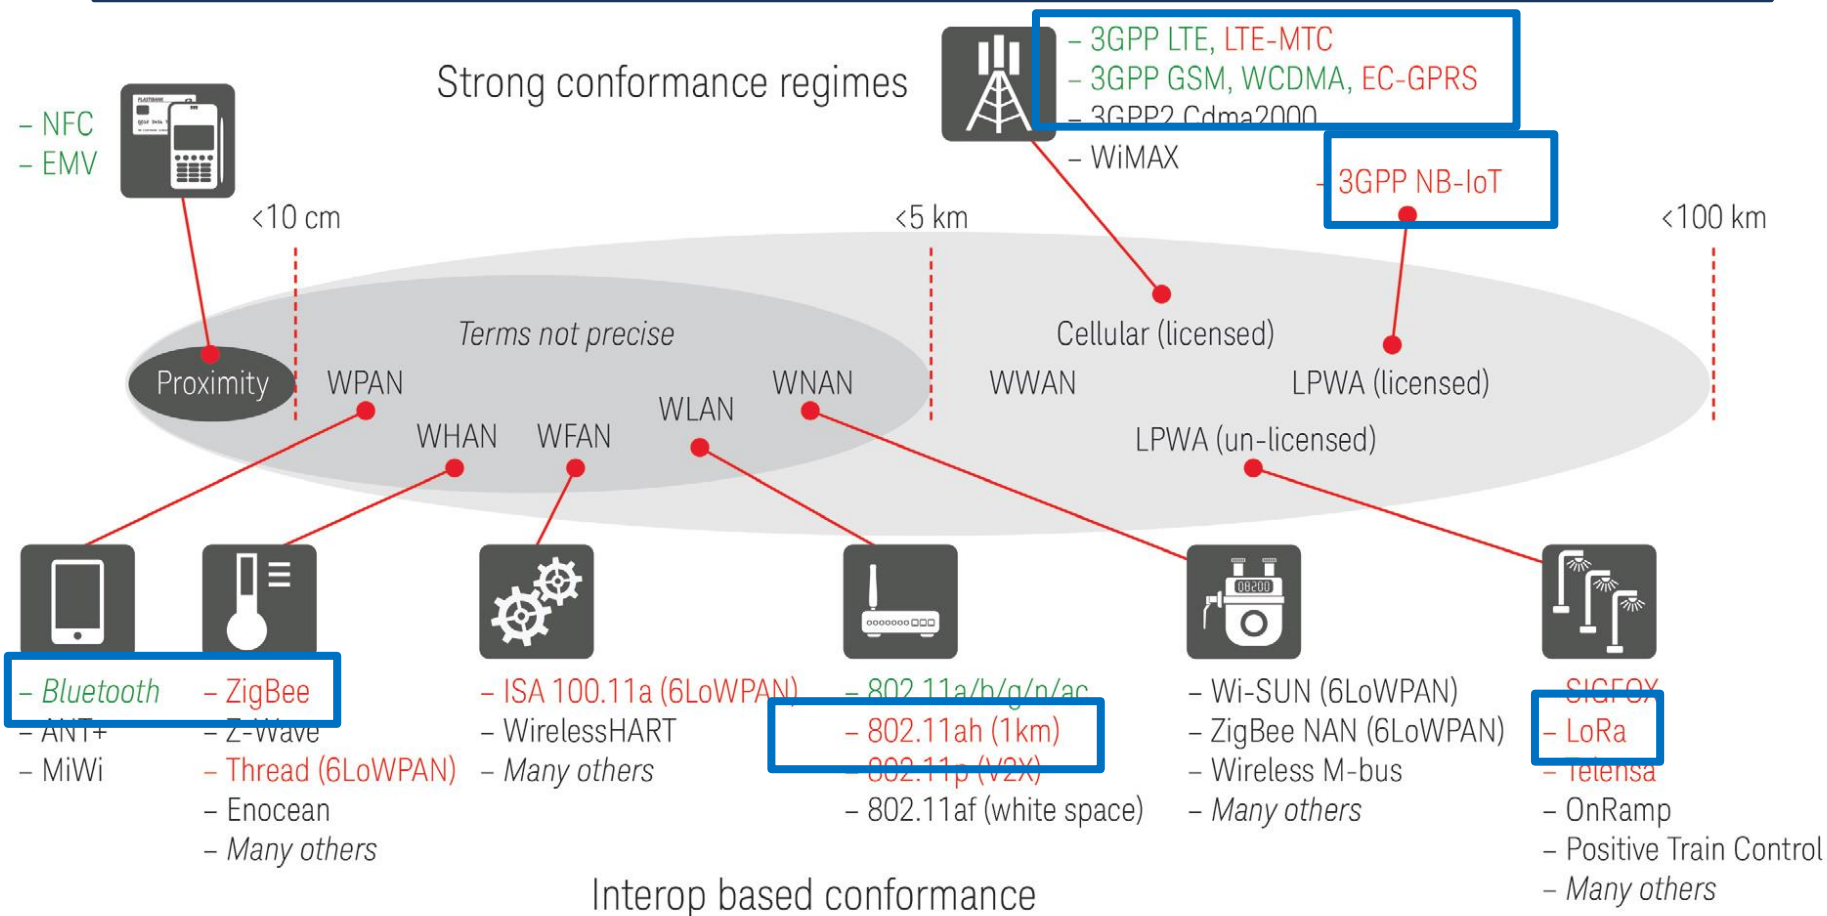 Strong conformance regimes
– 3GPP LTE, LTE-MTC
– 3GPP GSM, WCDMA, EC-GPRS
– 3GPP2 Cdma2000
– WiMAX
– 3GPP NB-IoT
– NFC
– EMV
<10 cm
<5 km
<100 km
Terms not precise
Cellular (licensed)
Proximity
WPAN
WNAN
WWAN
LPWA (licensed)
WLAN
WHAN
WFAN
LPWA (un-licensed)
08200
– Bluetooth
– ANT+
– MiWi
– ZigBee
– Z-Wave
– Thread (6LoWPAN)
– Enocean
– Many others
– ISA 100.11a (6LoWPAN)
– WirelessHART
– Many others
– 802.11a/b/g/n/ac
– 802.11ah (1km)
– 802.11p (V2X)
– 802.11af (white space)
– Wi-SUN (6LoWPAN)
– ZigBee NAN (6LoWPAN)
– Wireless M-bus
– Many others
– SIGFOX
– LoRa
– Telensa
– OnRamp
– Positive Train Control
– Many others
Interop based conformance